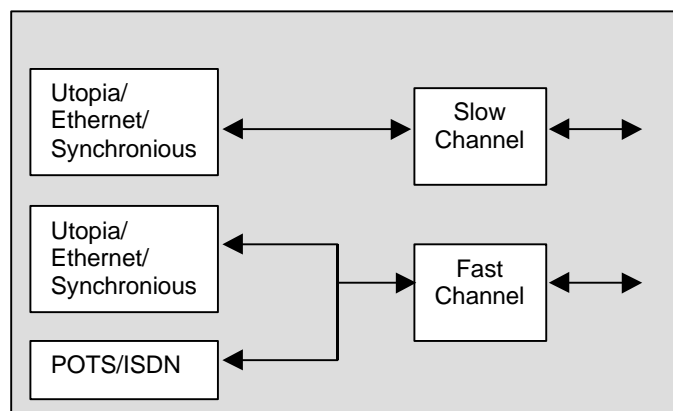 Utopia/
Ethernet/
Synchronious
Slow
Channel
Utopia/
Ethernet/
Synchronious
Fast
Channel
POTS/ISDN